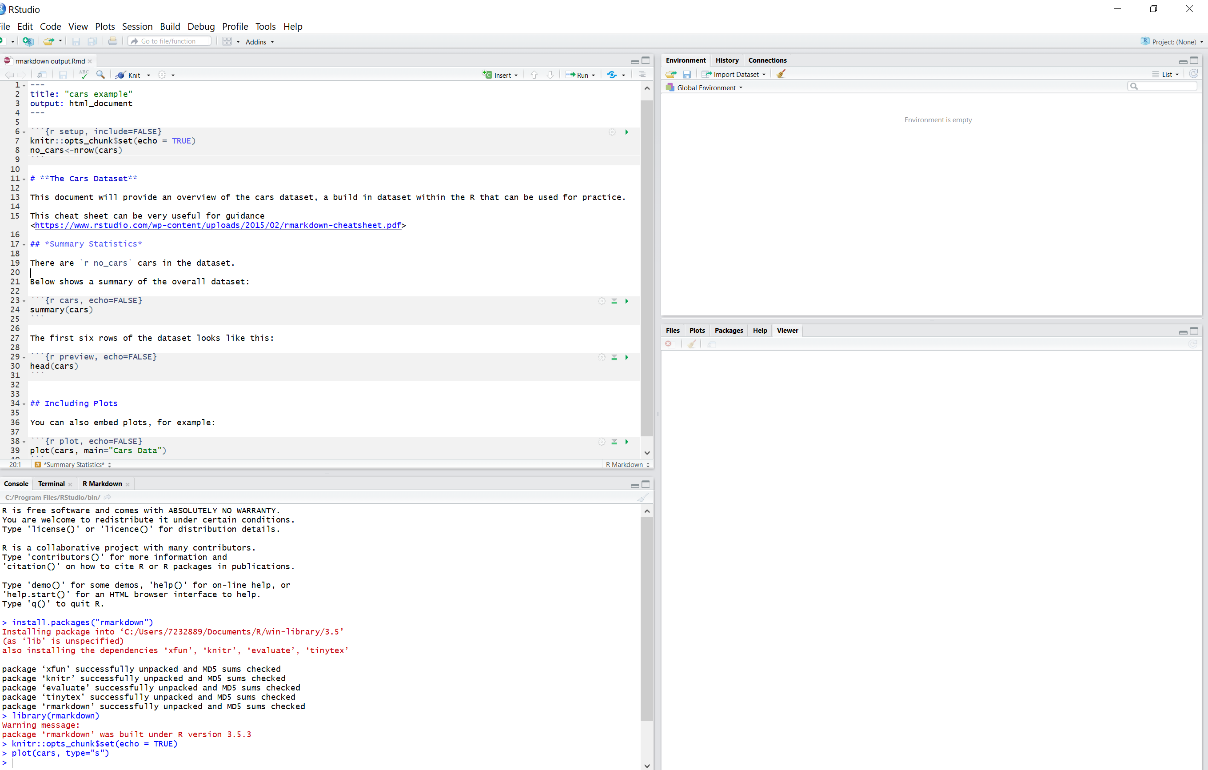 RStudio
File Edit Code View Plots Session Build Debug Profile Tools Help
Go to file/function Addins Project: (None)
rmarkdown output.Rmd
Knit Insert Run
1 ---
2 title: "cars example"
3 output: html_document
4 ---
5
6 ```{r setup, include=FALSE}
7 knitr::opts_chunk$set(echo = TRUE)
8 no_cars<-nrow(cars)
9 ```
10
11 # **The Cars Dataset**
12
13 This document will provide an overview of the cars dataset, a build in dataset within the R that can be used for practice.
14
15 This cheat sheet can be very useful for guidance
<https://www.rstudio.com/wp-content/uploads/2015/02/rmarkdown-cheatsheet.pdf>
16
17 ## *Summary Statistics*
18
19 There are `r no_cars` cars in the dataset.
20
21 Below shows a summary of the overall dataset:
22
23 ```{r cars, echo=FALSE}
24 summary(cars)
25 ```
26
27 The first six rows of the dataset looks like this:
28
29 ```{r preview, echo=FALSE}
30 head(cars)
31 ```
32
33
34 ## Including Plots
35
36 You can also embed plots, for example:
37
38 ```{r plot, echo=FALSE}
39 plot(cars, main="Cars Data")
20:1 *Summary Statistics* R Markdown
Console Terminal R Markdown
C:/Program Files/RStudio/bin/
R is free software and comes with ABSOLUTELY NO WARRANTY.
You are welcome to redistribute it under certain conditions.
Type 'license()' or 'licence()' for distribution details.
R is a collaborative project with many contributors.
Type 'contributors()' for more information and
'citation()' on how to cite R or R packages in publications.
Type 'demo()' for some demos, 'help()' for on-line help, or
'help.start()' for an HTML browser interface to help.
Type 'q()' to quit R.
> install.packages("rmarkdown")
Installing package into ‘C:/Users/7232889/Documents/R/win-library/3.5’
(as ‘lib’ is unspecified)
also installing the dependencies ‘xfun’, ‘knitr’, ‘evaluate’, ‘tinytex’
package ‘xfun’ successfully unpacked and MD5 sums checked
package ‘knitr’ successfully unpacked and MD5 sums checked
package ‘evaluate’ successfully unpacked and MD5 sums checked
package ‘tinytex’ successfully unpacked and MD5 sums checked
package ‘rmarkdown’ successfully unpacked and MD5 sums checked
> library(rmarkdown)
Warning message:
package ‘rmarkdown’ was built under R version 3.5.3
> knitr::opts_chunk$set(echo = TRUE)
> plot(cars, type="s")
>
Environment History Connections
Import Dataset List
Global Environment
Environment is empty
Files Plots Packages Help Viewer